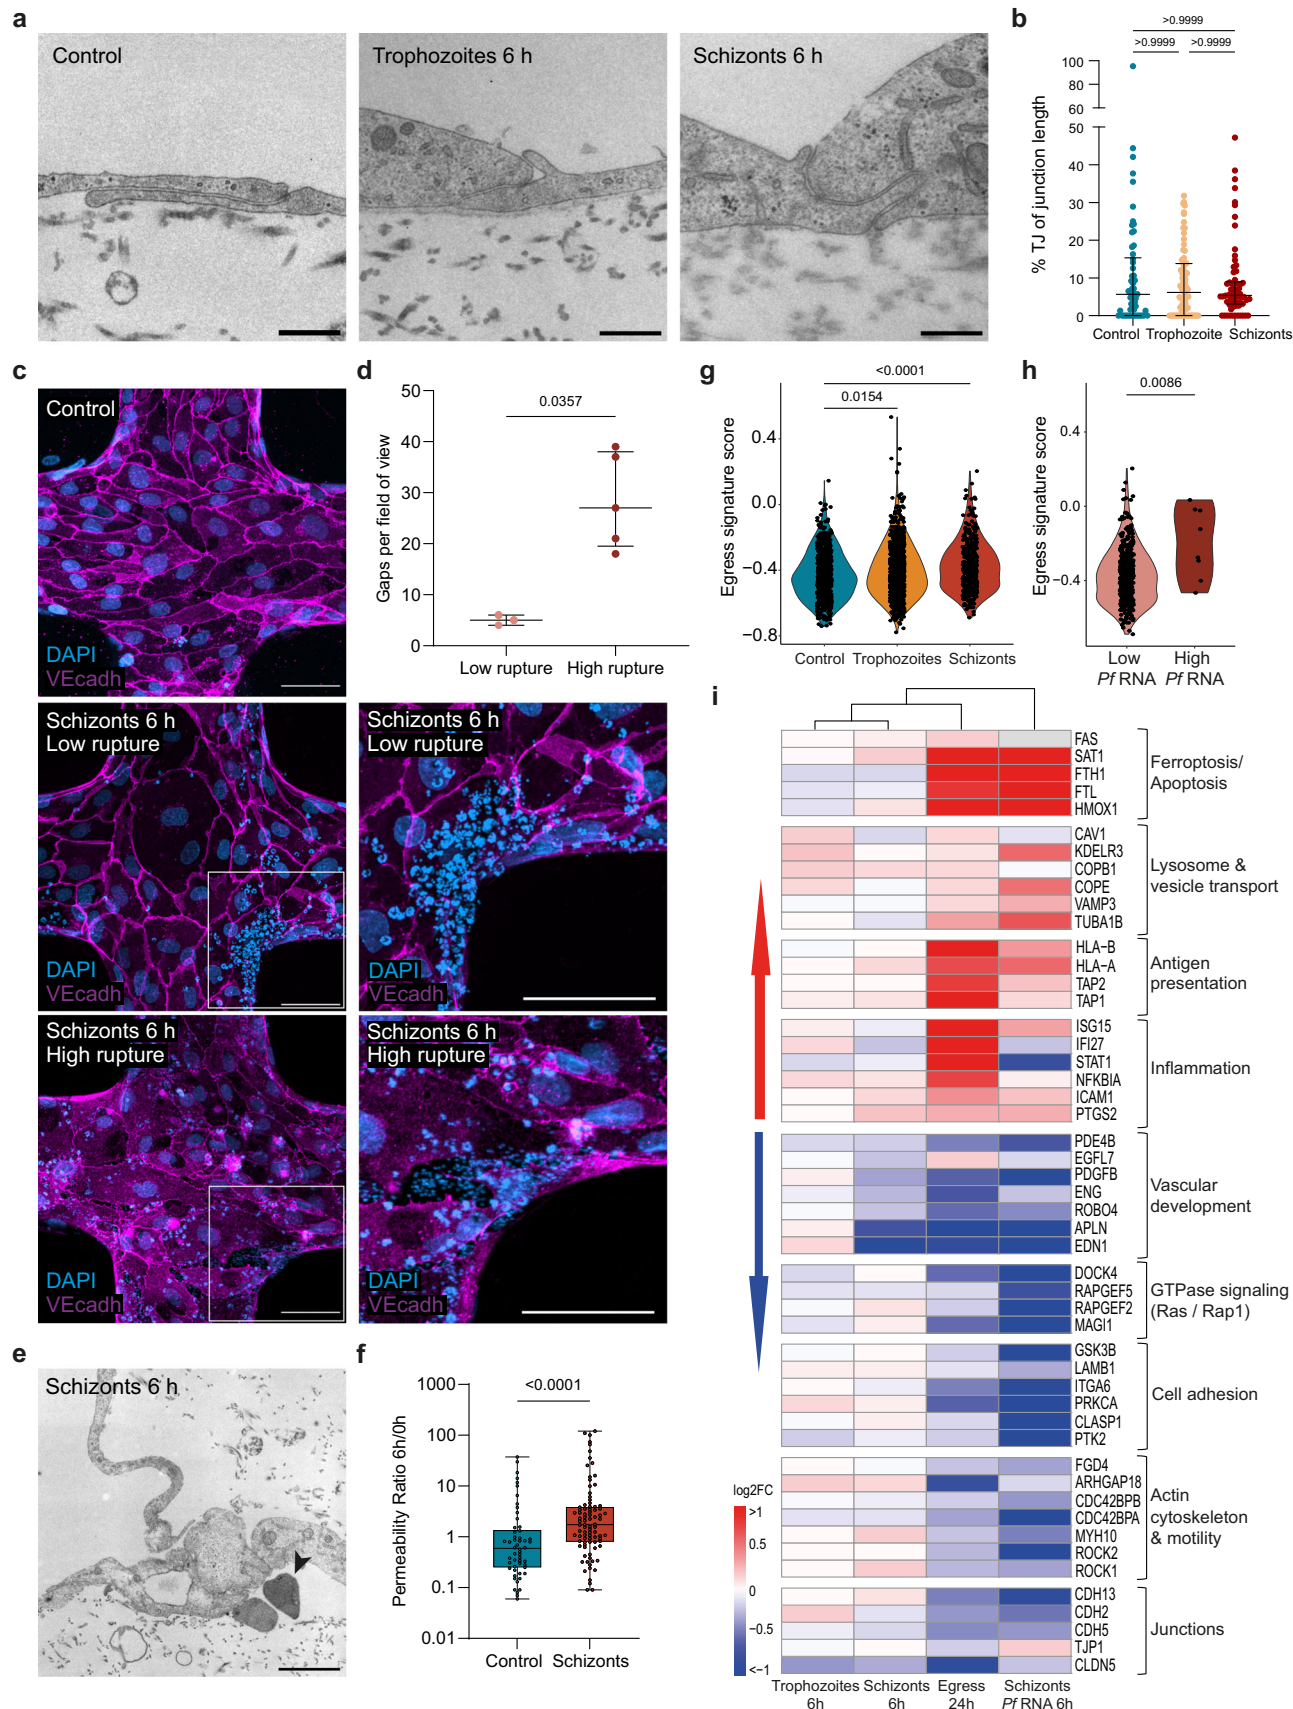 a
Control
Trophozoites 6 h
Schizonts 6 h
b
>0.9999
>0.9999
>0.9999
% TJ of junction length
100
80
60
50
40
30
20
10
0
Control
Trophozoite
Schizonts
c
Control
DAPI
VEcadh
Schizonts 6 h
Low rupture
DAPI
VEcadh
Schizonts 6 h
Low rupture
DAPI
VEcadh
Schizonts 6 h
High rupture
DAPI
VEcadh
Schizonts 6 h
High rupture
DAPI
VEcadh
d
0.0357
Gaps per field of view
50
40
30
20
10
0
Low rupture
High rupture
e
Schizonts 6 h
f
<0.0001
Permeability Ratio 6h/0h
1000
100
10
1
0.1
0.01
Control
Schizonts
g
<0.0001
0.0154
Egress signature score
0.4
0.0
−0.4
−0.8
Control
Trophozoites
Schizonts
h
0.0086
Egress signature score
0.4
0.0
−0.4
Low
Pf RNA
High
Pf RNA
i
FAS
SAT1
FTH1
FTL
HMOX1
Ferroptosis/
Apoptosis
CAV1
KDELR3
COPB1
COPE
VAMP3
TUBA1B
Lysosome &
vesicle transport
HLA−B
HLA−A
TAP2
TAP1
Antigen
presentation
ISG15
IFI27
STAT1
NFKBIA
ICAM1
PTGS2
Inflammation
PDE4B
EGFL7
PDGFB
ENG
ROBO4
APLN
EDN1
Vascular
development
DOCK4
RAPGEF5
RAPGEF2
MAGI1
GTPase signaling
(Ras / Rap1)
GSK3B
LAMB1
ITGA6
PRKCA
CLASP1
PTK2
Cell adhesion
FGD4
ARHGAP18
CDC42BPB
CDC42BPA
MYH10
ROCK2
ROCK1
Actin
cytoskeleton
& motility
CDH13
CDH2
CDH5
TJP1
CLDN5
Junctions
log2FC
>1
0.5
0
−0.5
<−1
Trophozoites
6h
Schizonts
6h
Egress
24h
Schizonts
Pf RNA 6h